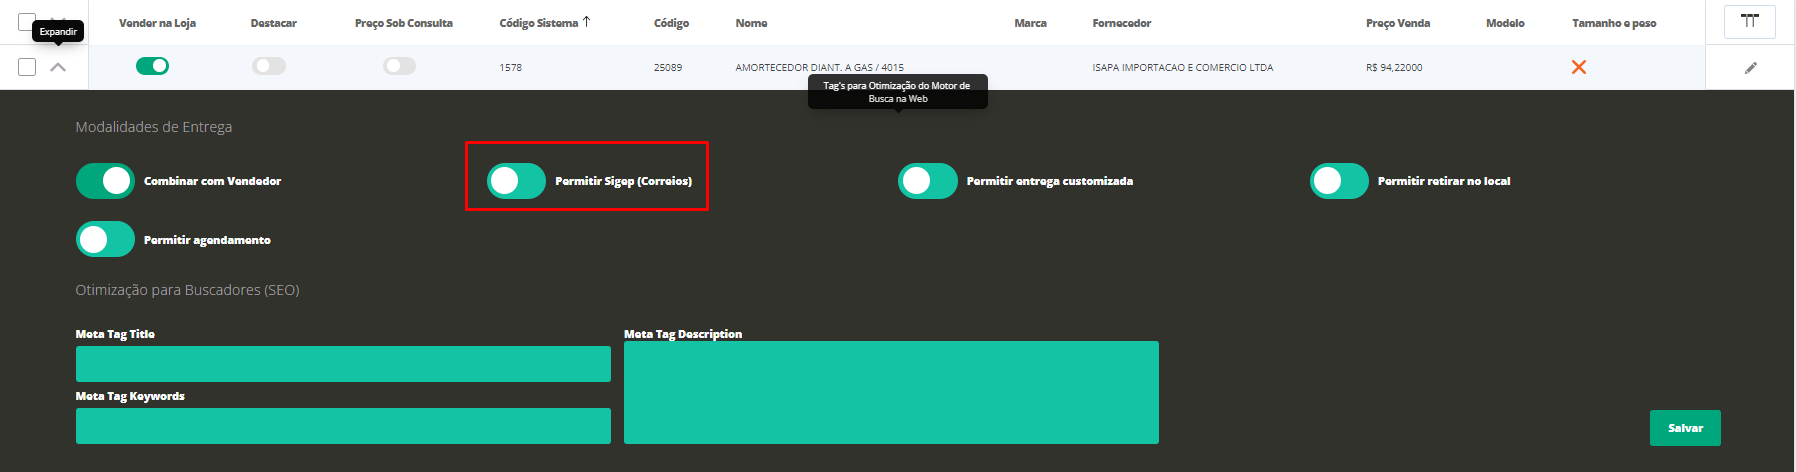 Vender na Loja Destacar Preço Sob Consulta Código Sistema Código Nome Marca Fornecedor Preço Venda Modelo Tamanho e peso
Expandir
1578 25089 AMORTECEDOR DIANT. A GAS / 4015 ISAPA IMPORTACAO E COMERCIO LTDA R$ 94,22000
Tag's para Otimização do Motor de
Busca na Web
Modalidades de Entrega
Combinar com Vendedor Permitir Sigep (Correios) Permitir entrega customizada Permitir retirar no local
Permitir agendamento
Otimização para Buscadores (SEO)
Meta Tag Title Meta Tag Description
Meta Tag Keywords
Salvar